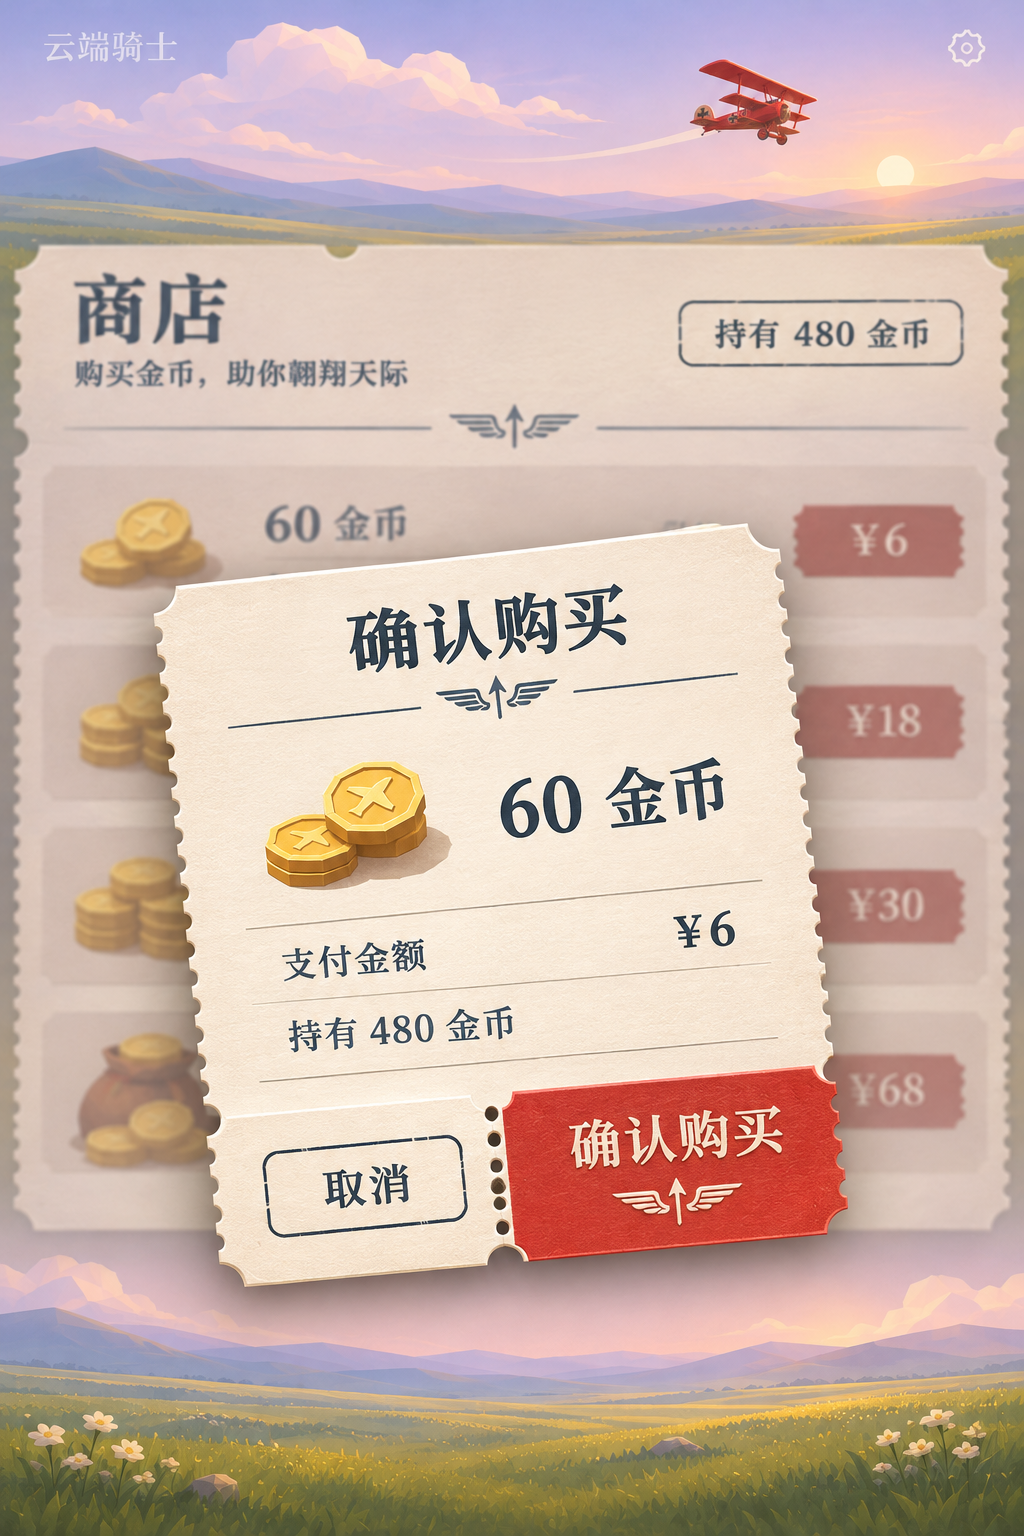 云端骑士
商店
购买金币，助你翱翔天际
持有 480 金币
60 金币
¥6
¥18
¥30
¥68
确认购买
60 金币
支付金额 ¥6
持有 480 金币
取消
确认购买